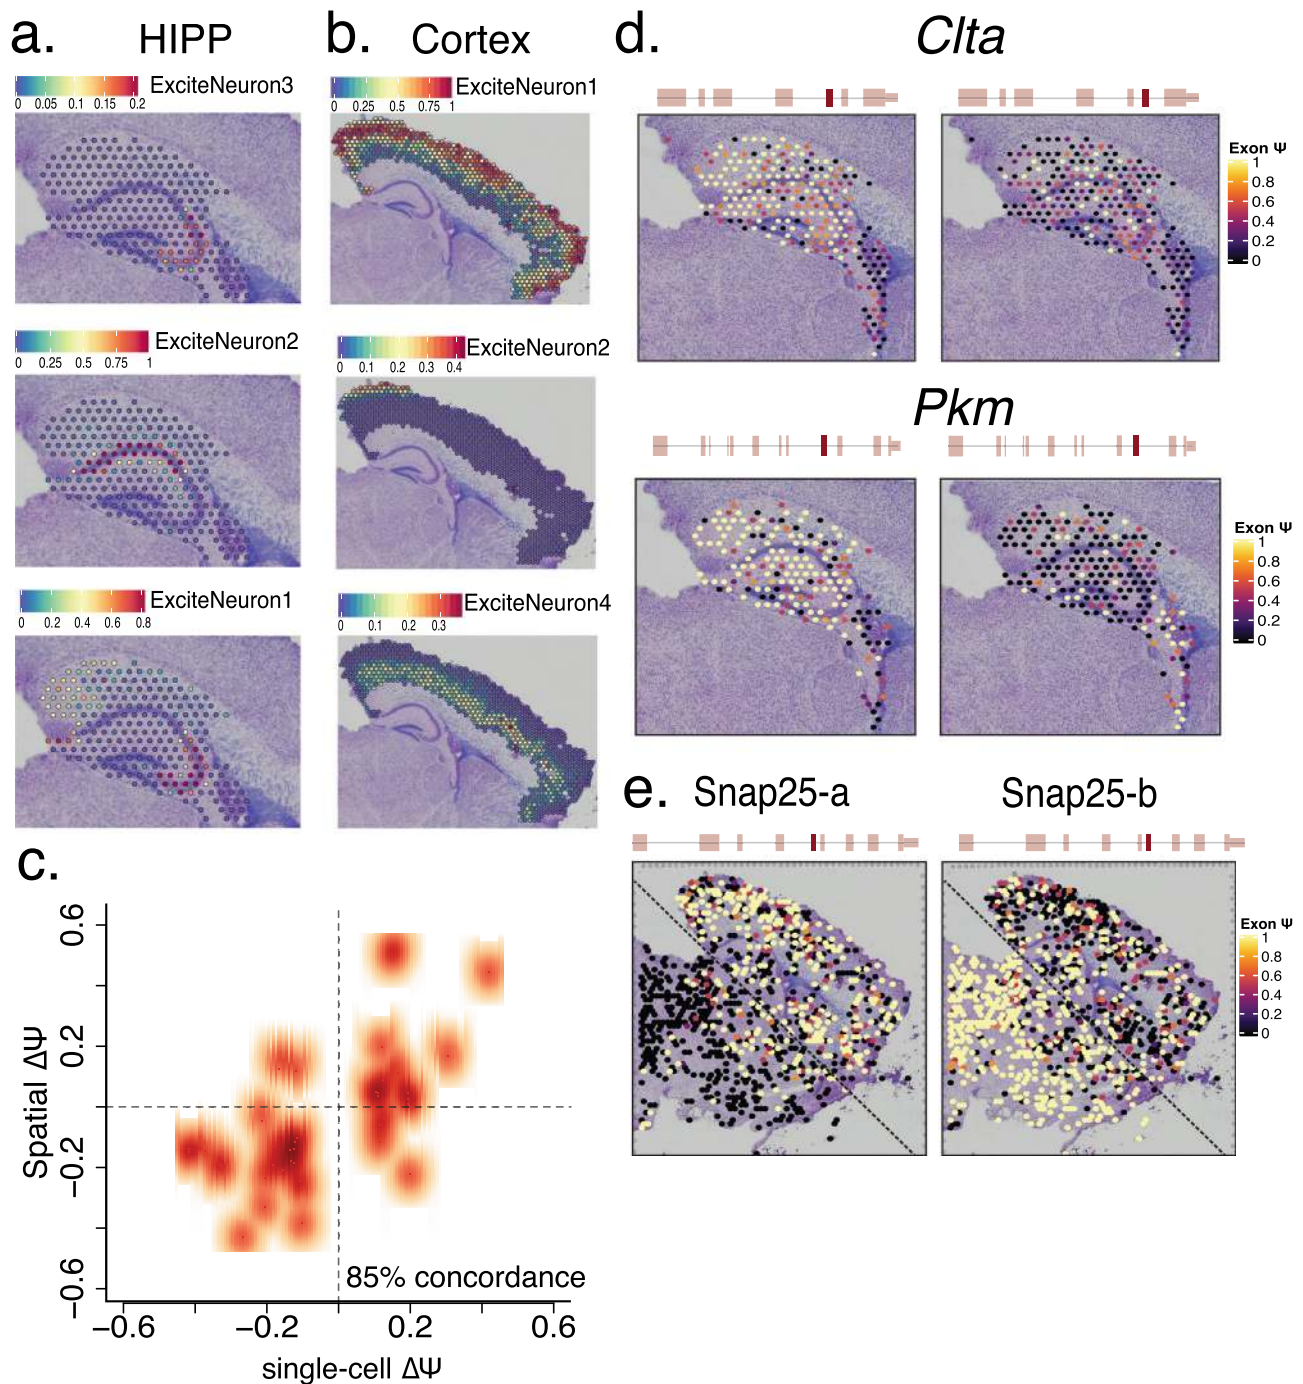 a. HIPP
ExciteNeuron3
0 0.05 0.1 0.15 0.2
ExciteNeuron2
0 0.25 0.5 0.75 1
ExciteNeuron1
0 0.2 0.4 0.6 0.8
b. Cortex
ExciteNeuron1
0 0.25 0.5 0.75 1
ExciteNeuron2
0 0.1 0.2 0.3 0.4
ExciteNeuron4
0 0.1 0.2 0.3
c.
Spatial ΔΨ
0.6
0.2
−0.2
−0.6
85% concordance
−0.6 −0.2 0.2 0.6
single-cell ΔΨ
d. Clta
Exon Ψ
1
0.8
0.6
0.4
0.2
0
Pkm
Exon Ψ
1
0.8
0.6
0.4
0.2
0
e. Snap25-a Snap25-b
Exon Ψ
1
0.8
0.6
0.4
0.2
0